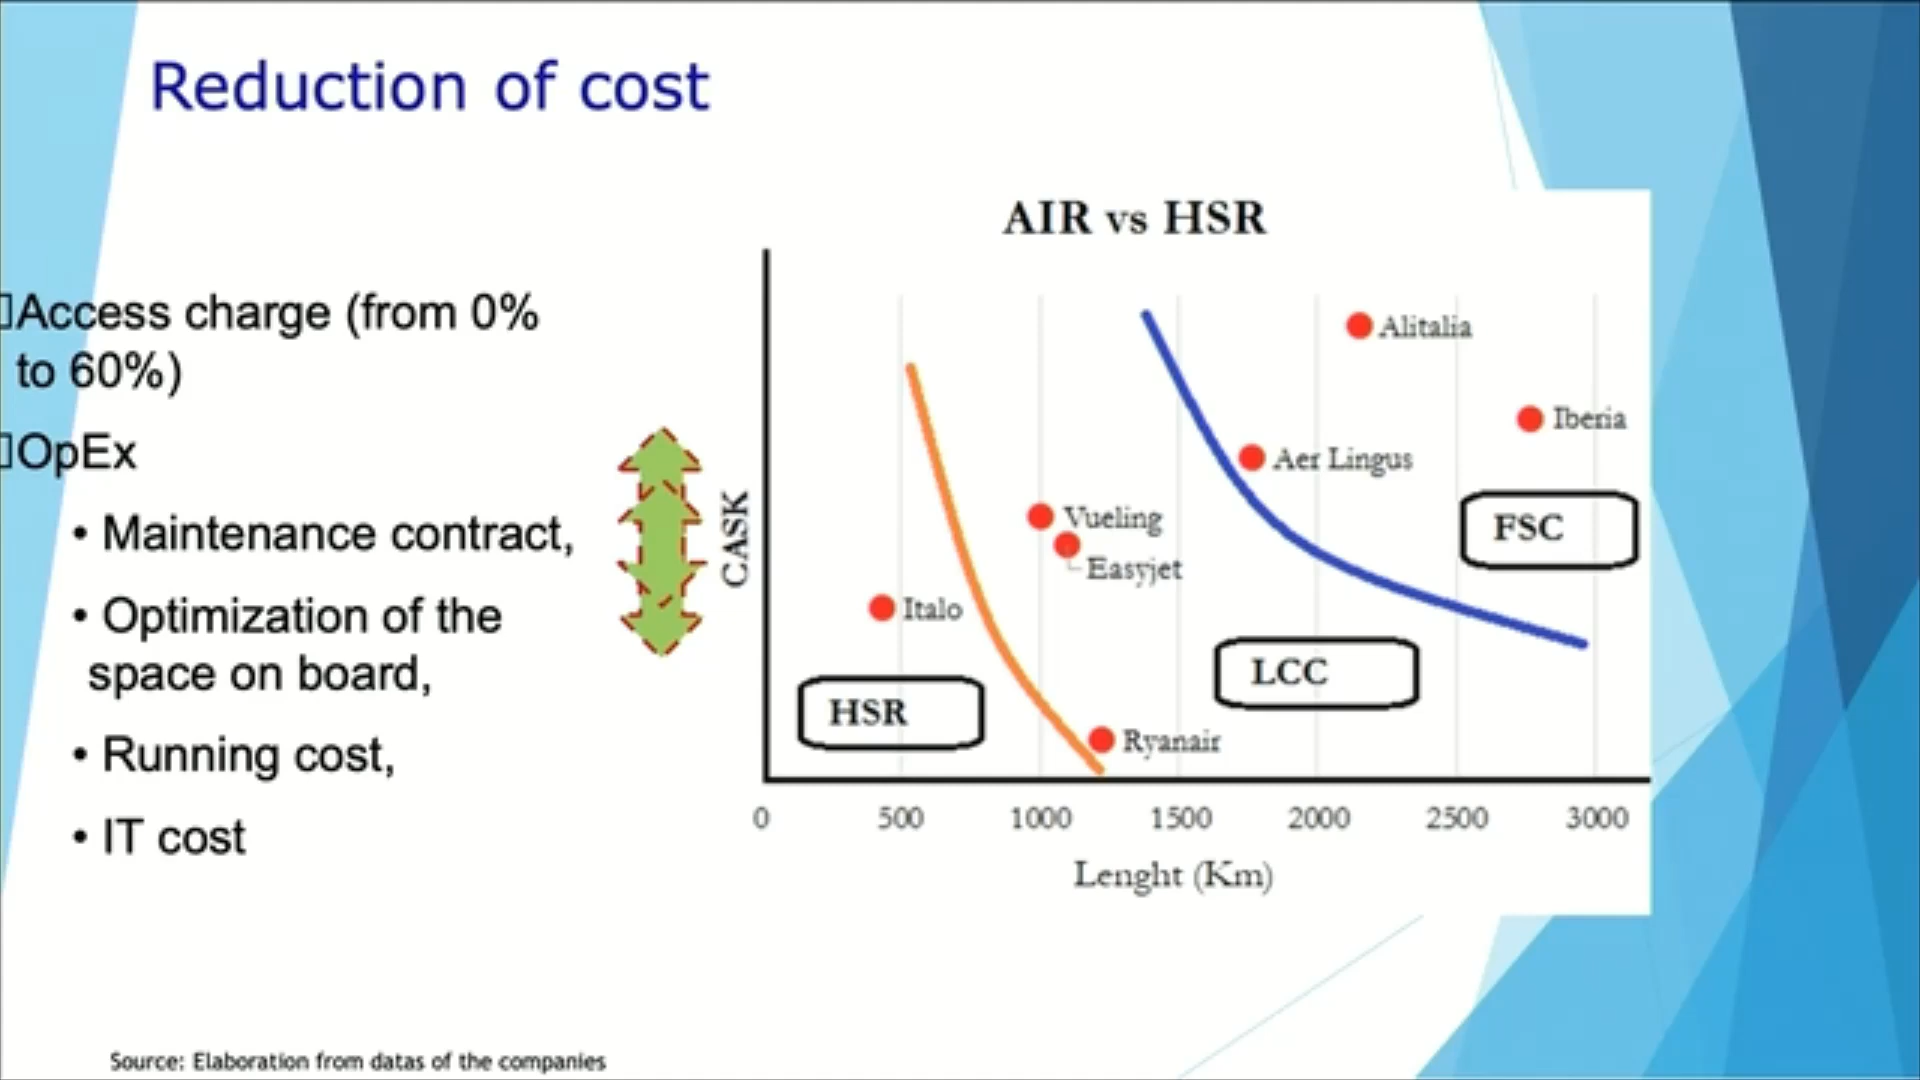 Reduction of cost
Access charge (from 0%
to 60%)
OpEx
• Maintenance contract,
• Optimization of the
space on board,
• Running cost,
• IT cost
AIR vs HSR
CASK
Alitalia
Iberia
Aer Lingus
Vueling
Easyjet
FSC
Italo
LCC
HSR
Ryanair
0 500 1000 1500 2000 2500 3000
Lenght (Km)
Source: Elaboration from datas of the companies